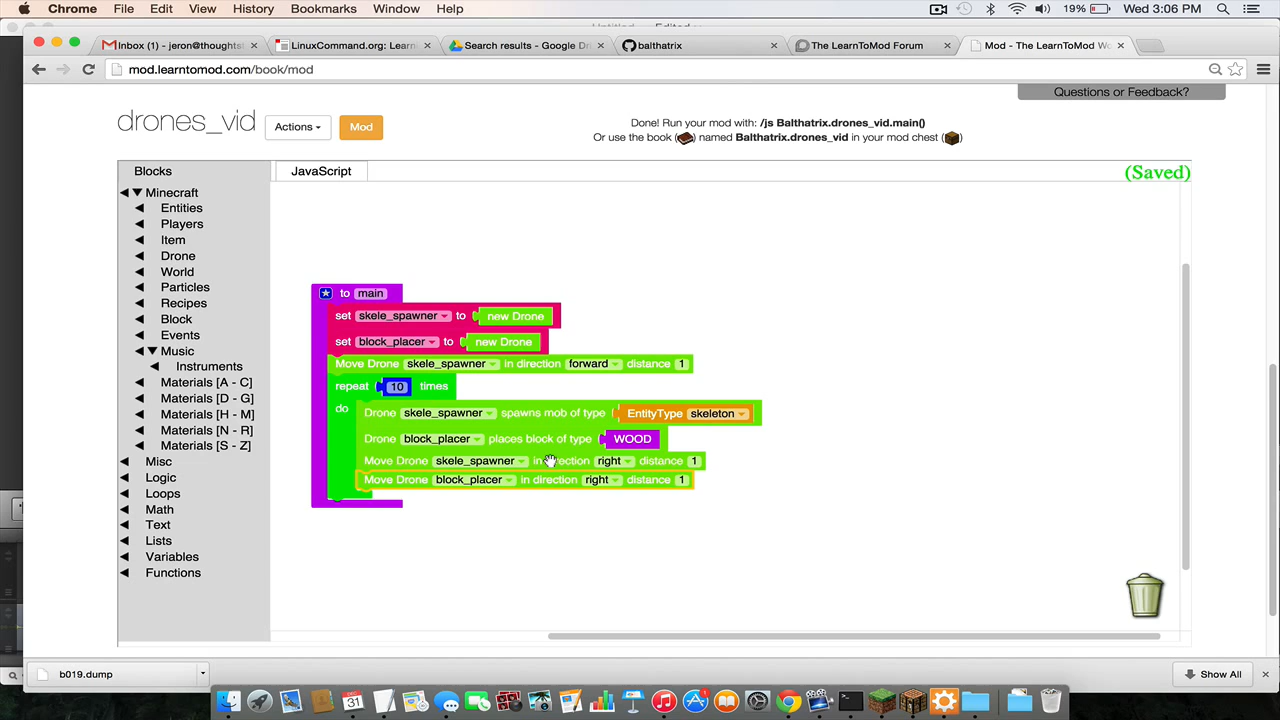 Chrome File Edit View History Bookmarks Window Help 19% Wed 3:06 PM
Inbox (1) - jeron@thoughtst
LinuxCommand.org: Learn
Search results - Google Dri
balthatrix
The LearnToMod Forum
Mod - The LearnToMod Wo
mod.learntomod.com/book/mod
Questions or Feedback?
drones_vid
Actions
Mod
Done! Run your mod with: /js Balthatrix.drones_vid.main()
Or use the book ( ) named Balthatrix.drones_vid in your mod chest ( )
Blocks
JavaScript
(Saved)
Minecraft
Entities
Players
Item
Drone
World
Particles
Recipes
Block
Events
Music
Instruments
Materials [A - C]
Materials [D - G]
Materials [H - M]
Materials [N - R]
Materials [S - Z]
Misc
Logic
Loops
Math
Text
Lists
Variables
Functions
to main
set skele_spawner to new Drone
set block_placer to new Drone
Move Drone skele_spawner in direction forward distance 1
repeat 10 times
do
Drone skele_spawner spawns mob of type EntityType skeleton
Drone block_placer places block of type WOOD
Move Drone skele_spawner in direction right distance 1
Move Drone block_placer in direction right distance 1
b019.dump
Show All